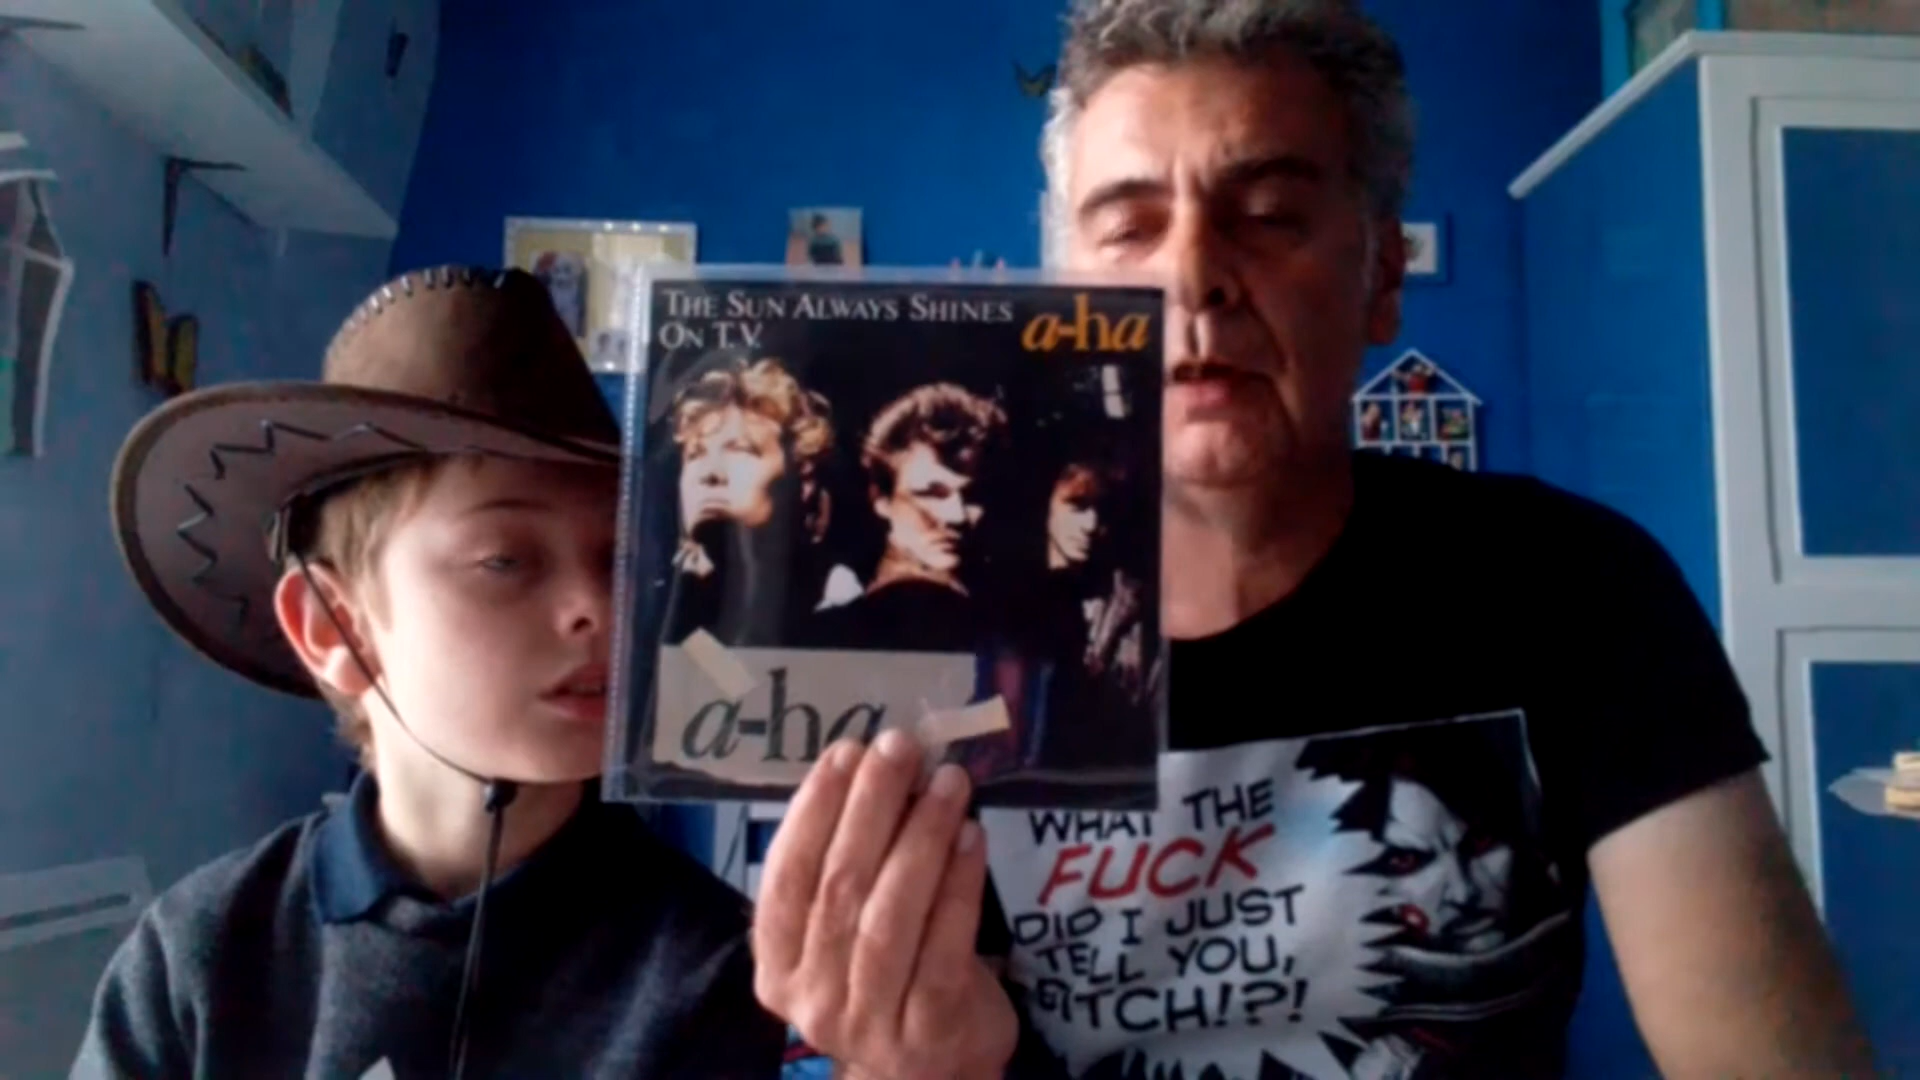 THE SUN ALWAYS SHINES
ON T.V.
a-ha
a-ha
WHAT THE
FUCK
DID I JUST
TELL YOU,
BITCH!?!